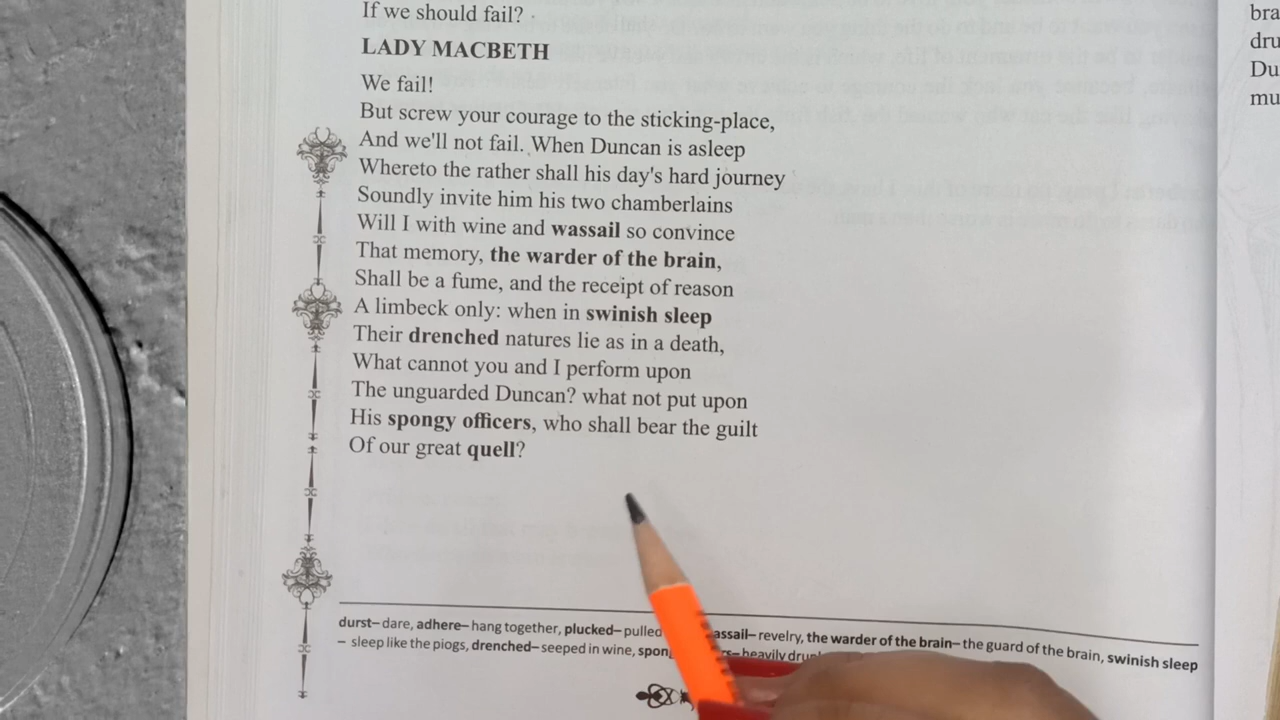 If we should fail?
LADY MACBETH
We fail!
But screw your courage to the sticking-place,
And we'll not fail. When Duncan is asleep
Whereto the rather shall his day's hard journey
Soundly invite him his two chamberlains
Will I with wine and wassail so convince
That memory, the warder of the brain,
Shall be a fume, and the receipt of reason
A limbeck only: when in swinish sleep
Their drenched natures lie as in a death,
What cannot you and I perform upon
The unguarded Duncan? what not put upon
His spongy officers, who shall bear the guilt
Of our great quell?
durst– dare, adhere– hang together, plucked– pulled assail– revelry, the warder of the brain– the guard of the brain, swinish sleep
– sleep like the piogs, drenched– seeped in wine, spon rs– heavily
bra
dru
Du
mu